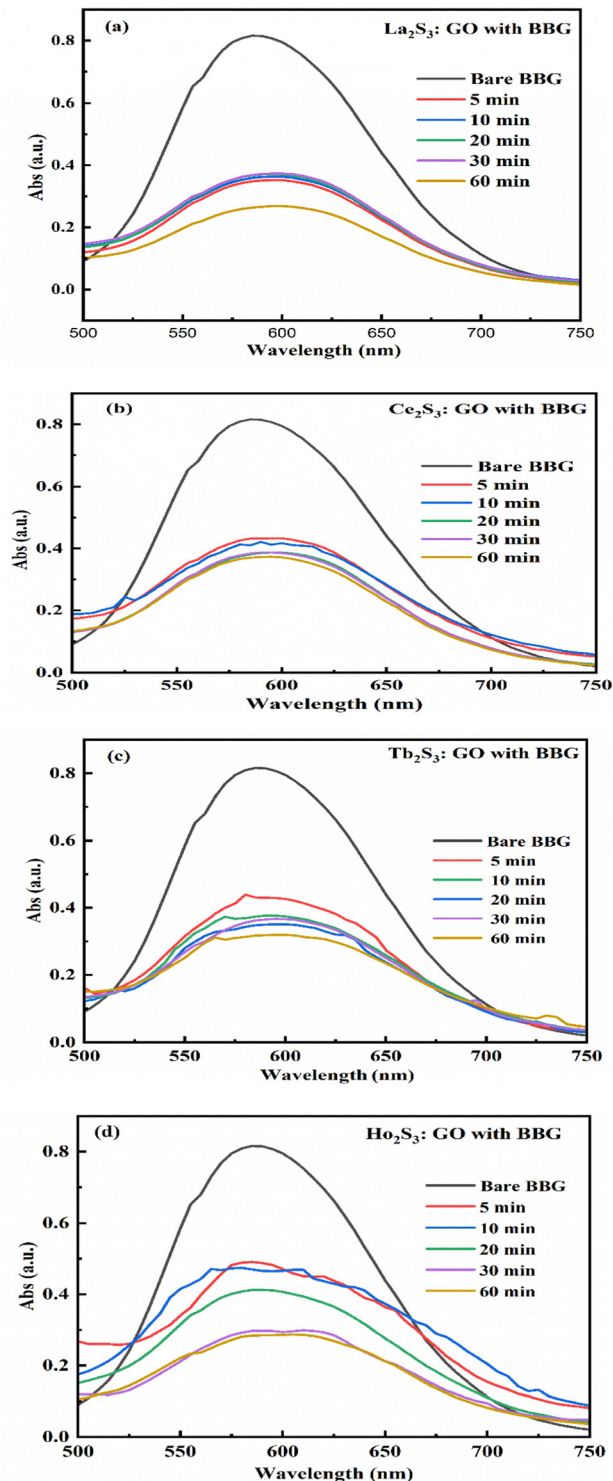 (a)
La₂S₃: GO with BBG
Bare BBG
5 min
10 min
20 min
30 min
60 min
0.8
0.6
0.4
0.2
0.0
Abs (a.u.)
500 550 600 650 700 750
Wavelength (nm)
(b)
Ce₂S₃: GO with BBG
Bare BBG
5 min
10 min
20 min
30 min
60 min
0.8
0.6
0.4
0.2
0.0
Abs (a.u.)
500 550 600 650 700 750
Wavelength (nm)
(c)
Tb₂S₃: GO with BBG
Bare BBG
5 min
10 min
20 min
30 min
60 min
0.8
0.6
0.4
0.2
0.0
Abs (a.u.)
500 550 600 650 700 750
Wavelength (nm)
(d)
Ho₂S₃: GO with BBG
Bare BBG
5 min
10 min
20 min
30 min
60 min
0.8
0.6
0.4
0.2
0.0
Abs (a.u.)
500 550 600 650 700 750
Wavelength (nm)